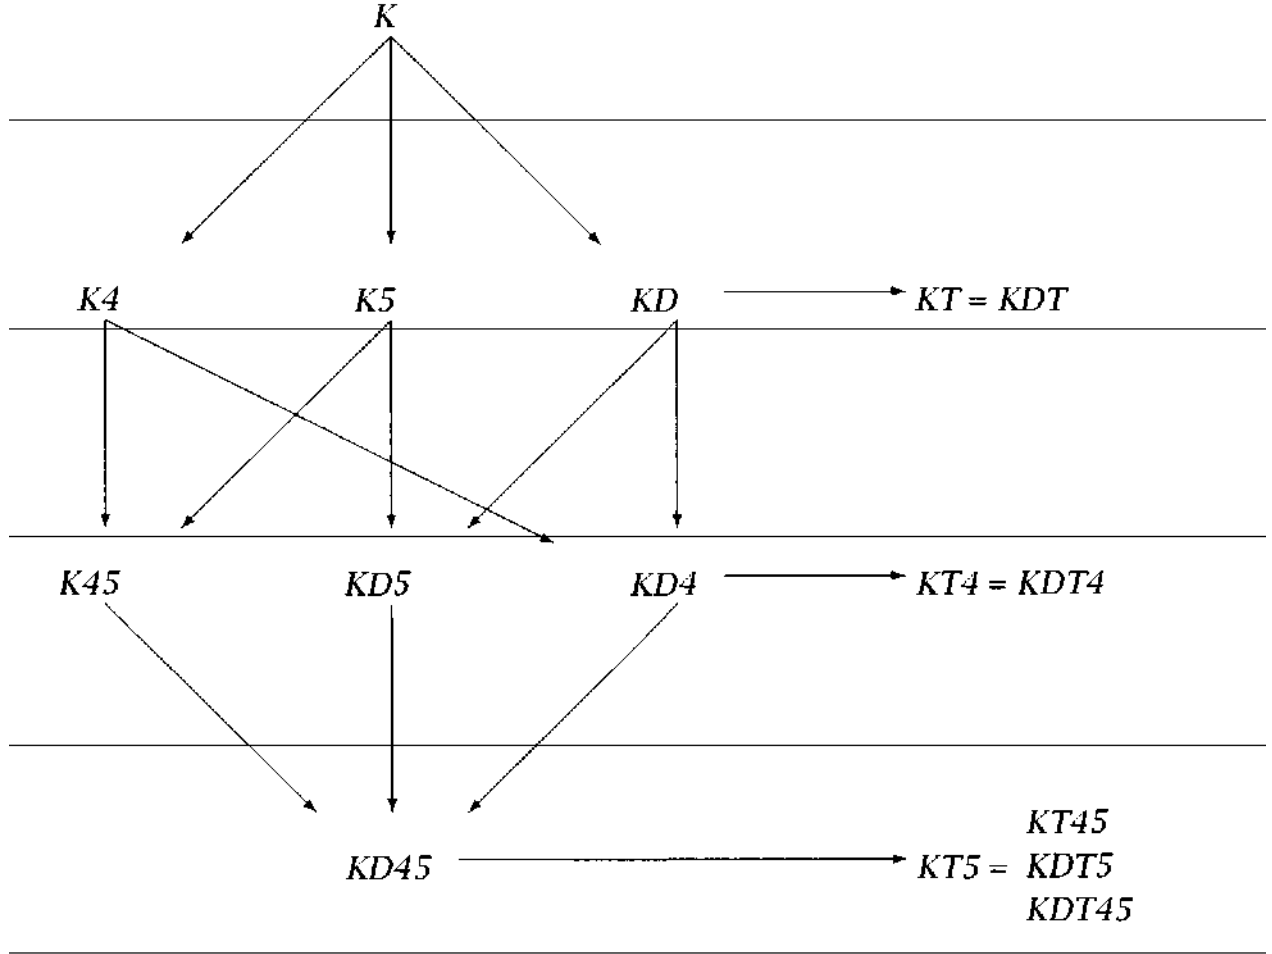 K
K4 K5 KD KT = KDT
K45 KD5 KD4 KT4 = KDT4
KT45
KD45 KT5 = KDT5
KDT45